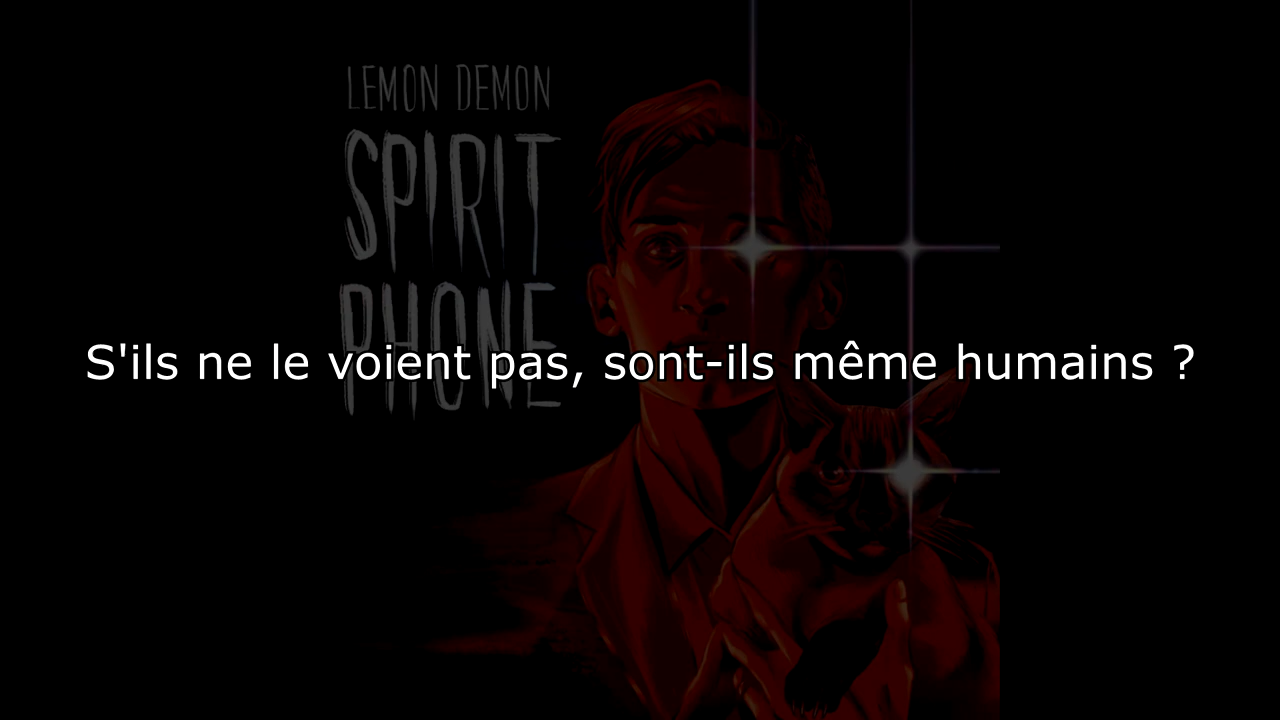 LEMON DEMON
SPIRIT
PHONE
S'ils ne le voient pas, sont-ils même humains ?